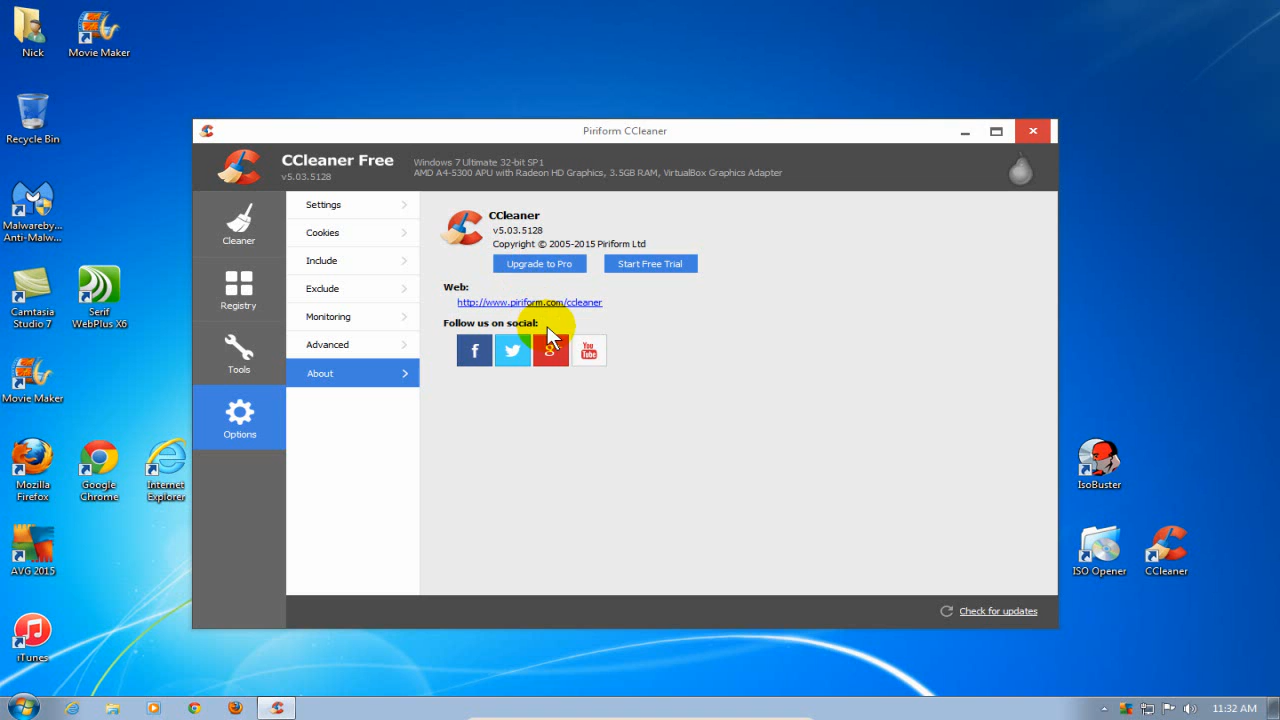 Nick
Movie Maker
Recycle Bin
Malwareby...
Anti-Malw...
Camtasia
Studio 7
Serif
WebPlus X6
Movie Maker
Mozilla
Firefox
Google
Chrome
Internet
Explorer
AVG 2015
iTunes
Piriform CCleaner
CCleaner Free
v5.03.5128
Windows 7 Ultimate 32-bit SP1
AMD A4-5300 APU with Radeon HD Graphics, 3.5GB RAM, VirtualBox Graphics Adapter
Cleaner
Registry
Tools
Options
Settings
Cookies
Include
Exclude
Monitoring
Advanced
About
CCleaner
v5.03.5128
Copyright © 2005-2015 Piriform Ltd
Upgrade to Pro
Start Free Trial
Web:
http://www.piriform.com/ccleaner
Follow us on social:
f
g+
You
Tube
Check for updates
IsoBuster
ISO Opener
CCleaner
11:32 AM